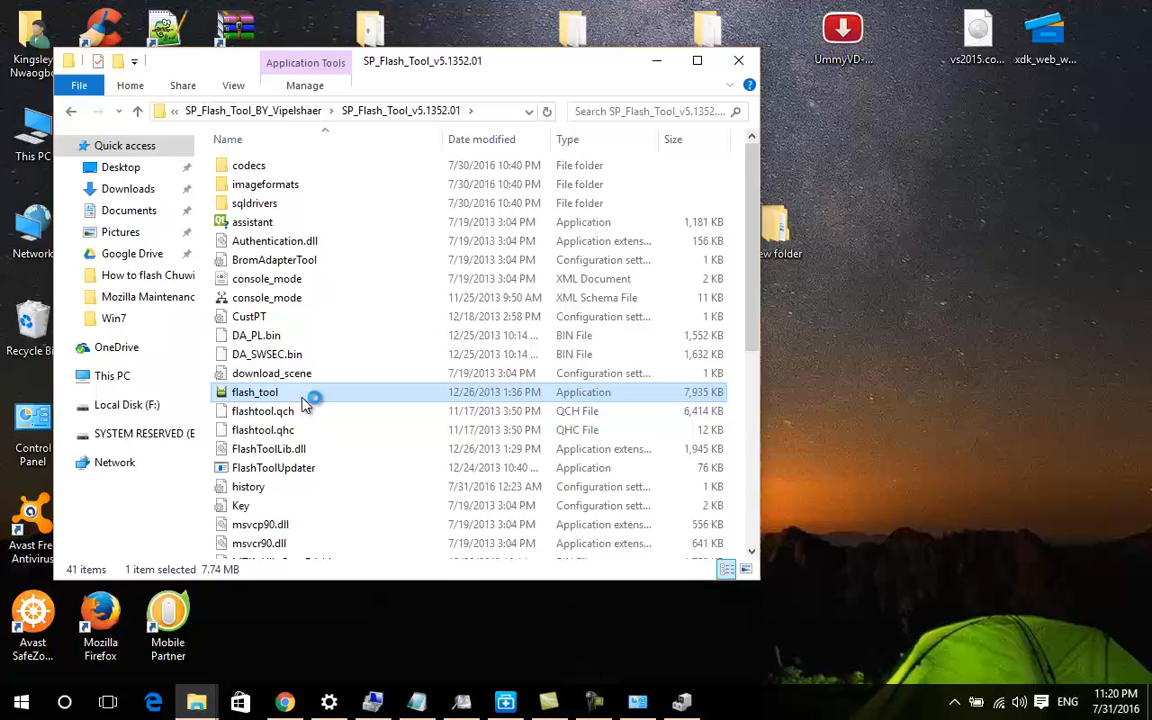 Kingsley
Nwaogbo
This PC
Network
Recycle Bi
Control
Panel
Avast Fre
Antivirus
Avast
SafeZo...
Mozilla
Firefox
Mobile
Partner
UmmyVD-...
vs2015.co...
xdk_web_w...
ew folder
Application Tools
SP_Flash_Tool_v5.1352.01
File
Home
Share
View
Manage
« SP_Flash_Tool_BY_Vipelshaer > SP_Flash_Tool_v5.1352.01 >
Search SP_Flash_Tool_v5.1352....
Quick access
Desktop
Downloads
Documents
Pictures
Google Drive
How to flash Chuwi
Mozilla Maintenanc
Win7
OneDrive
This PC
Local Disk (F:)
SYSTEM RESERVED (E
Network
Name Date modified Type Size
codecs 7/30/2016 10:40 PM File folder
imageformats 7/30/2016 10:40 PM File folder
sqldrivers 7/30/2016 10:40 PM File folder
assistant 7/19/2013 3:04 PM Application 1,181 KB
Authentication.dll 7/19/2013 3:04 PM Application extens... 156 KB
BromAdapterTool 7/19/2013 3:04 PM Configuration sett... 1 KB
console_mode 7/19/2013 3:04 PM XML Document 2 KB
console_mode 11/25/2013 9:50 AM XML Schema File 11 KB
CustPT 12/18/2013 2:58 PM Configuration sett... 1 KB
DA_PL.bin 12/25/2013 10:14 ... BIN File 1,552 KB
DA_SWSEC.bin 12/25/2013 10:14 ... BIN File 1,632 KB
download_scene 7/19/2013 3:04 PM Configuration sett... 1 KB
flash_tool 12/26/2013 1:36 PM Application 7,935 KB
flashtool.qch 11/17/2013 3:50 PM QCH File 6,414 KB
flashtool.qhc 11/17/2013 3:50 PM QHC File 12 KB
FlashToolLib.dll 12/26/2013 1:29 PM Application extens... 1,945 KB
FlashToolUpdater 12/24/2013 10:40 ... Application 76 KB
history 7/31/2016 12:23 AM Configuration sett... 1 KB
Key 7/19/2013 3:04 PM Configuration sett... 2 KB
msvcp90.dll 7/19/2013 3:04 PM Application extens... 556 KB
msvcr90.dll 7/19/2013 3:04 PM Application extens... 641 KB
41 items 1 item selected 7.74 MB
ENG
11:20 PM
7/31/2016